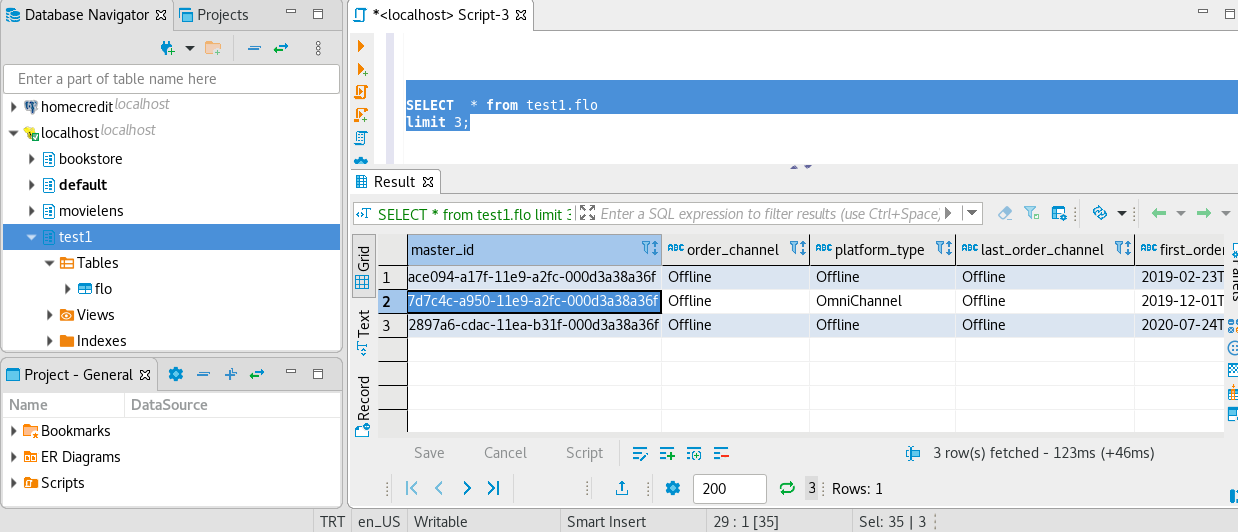 Database Navigator
Projects
Enter a part of table name here
homecredit localhost
localhost localhost
bookstore
default
movielens
test1
Tables
flo
Views
Indexes
Project - General
Name DataSource
Bookmarks
ER Diagrams
Scripts
*<localhost> Script-3
SELECT * from test1.flo
limit 3;
Result
SELECT * from test1.flo limit 3
Enter a SQL expression to filter results (use Ctrl+Space)
Grid
Text
Record
master_id ABC order_channel ABC platform_type ABC last_order_channel ABC first_orde
1 ace094-a17f-11e9-a2fc-000d3a38a36f Offline Offline Offline 2019-02-23T
2 7d7c4c-a950-11e9-a2fc-000d3a38a36f Offline OmniChannel Offline 2019-12-01T
3 2897a6-cdac-11ea-b31f-000d3a38a36f Offline Offline Offline 2020-07-24T
Save Cancel Script
3 row(s) fetched - 123ms (+46ms)
200
3
Rows: 1
TRT en_US Writable Smart Insert 29 : 1 [35] Sel: 35 | 3